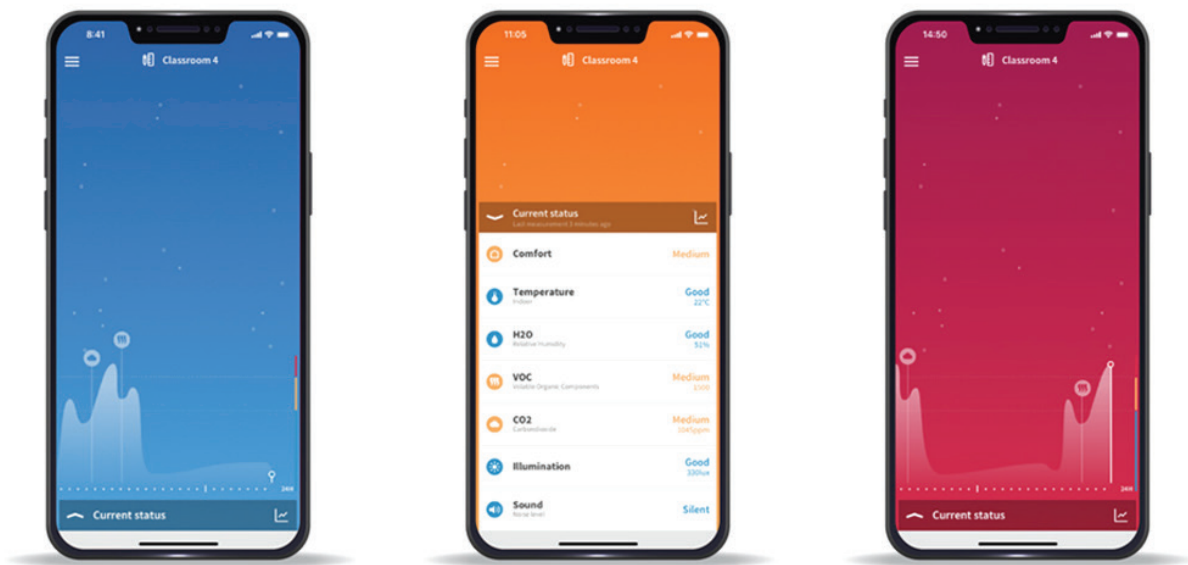 8:41
Classroom 4
24H
Current status
11:05
Classroom 4
Current status
Last measurement 3 minutes ago
Comfort
Medium
Temperature
Good
Indoor
22°C
H2O
Good
Relative Humidity
51%
VOC
Medium
Volatile Organic Components
CO2
Medium
1045ppm
Illumination
Good
330lux
Sound
Silent
Noise level
14:50
Classroom 4
24H
Current status